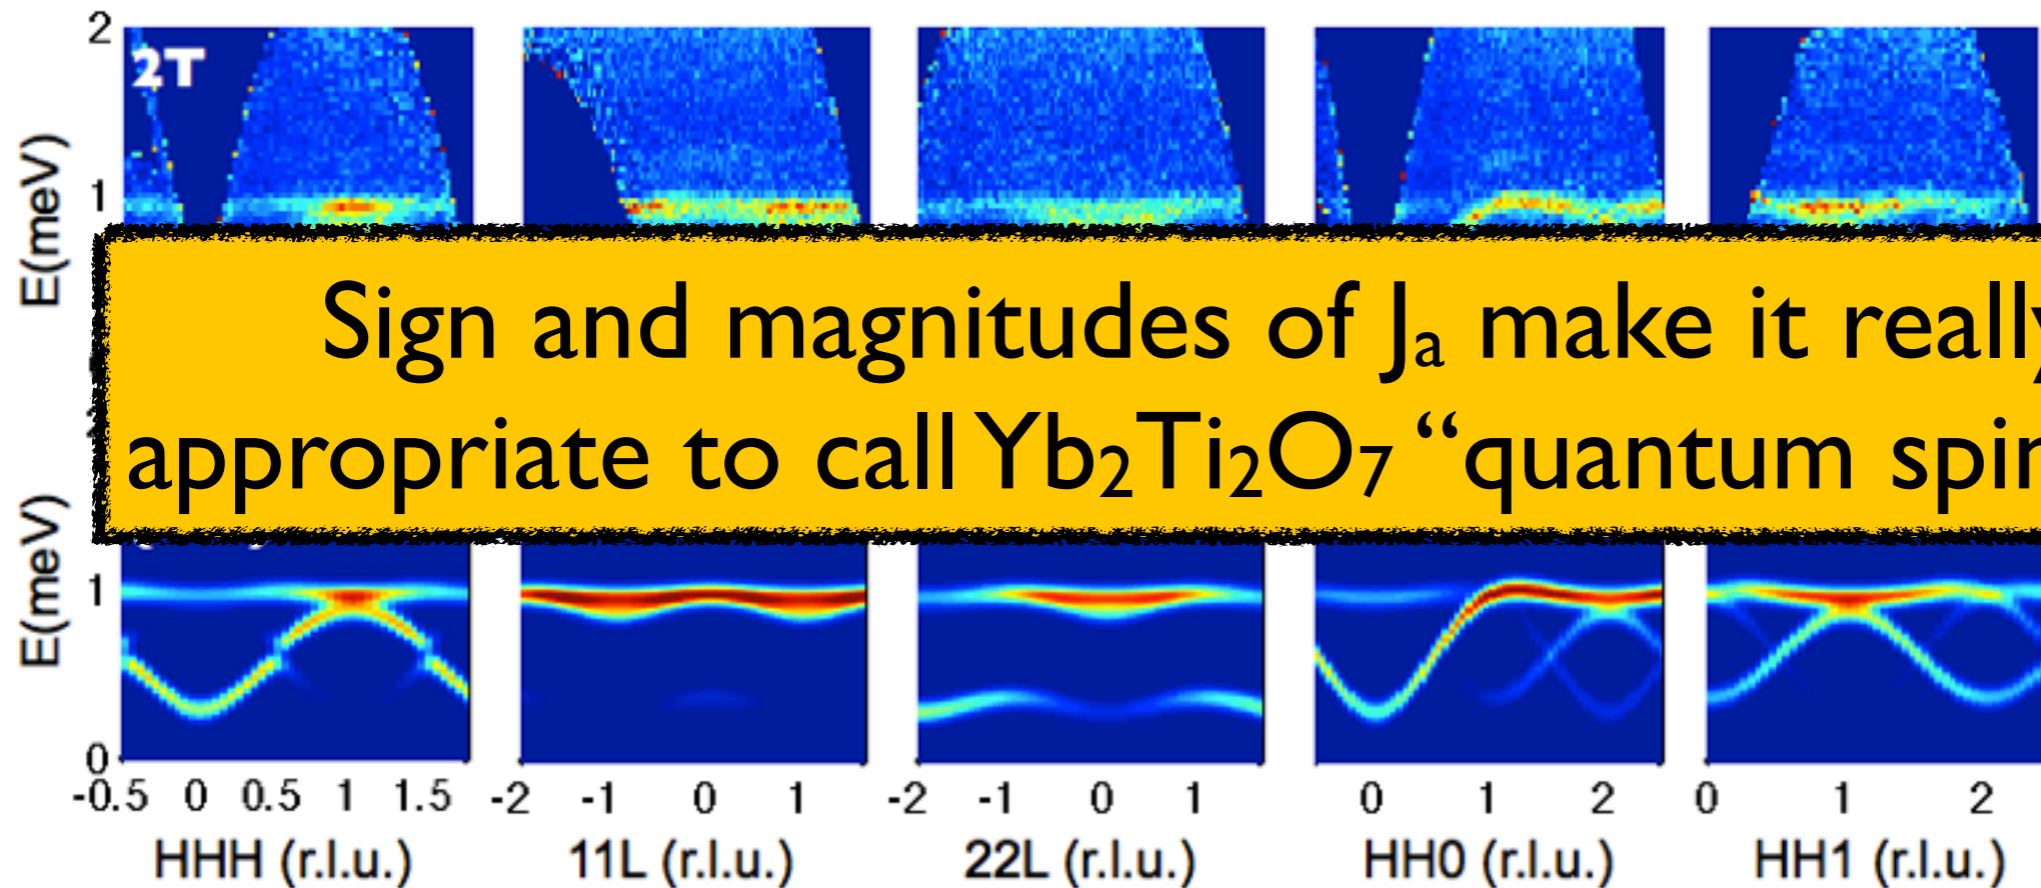 2
2T
E(meV)
1
Sign and magnitudes of Jₐ make it really
appropriate to call Yb₂Ti₂O₇ “quantum
E(meV)
1
0
-0.5 0 0.5 1 1.5 -2 -1 0 1 -2 -1 0 1 0 1 2 0 1 2
HHH (r.l.u.) 11L (r.l.u.) 22L (r.l.u.) HH0 (r.l.u.) HH1 (r.l.u.)